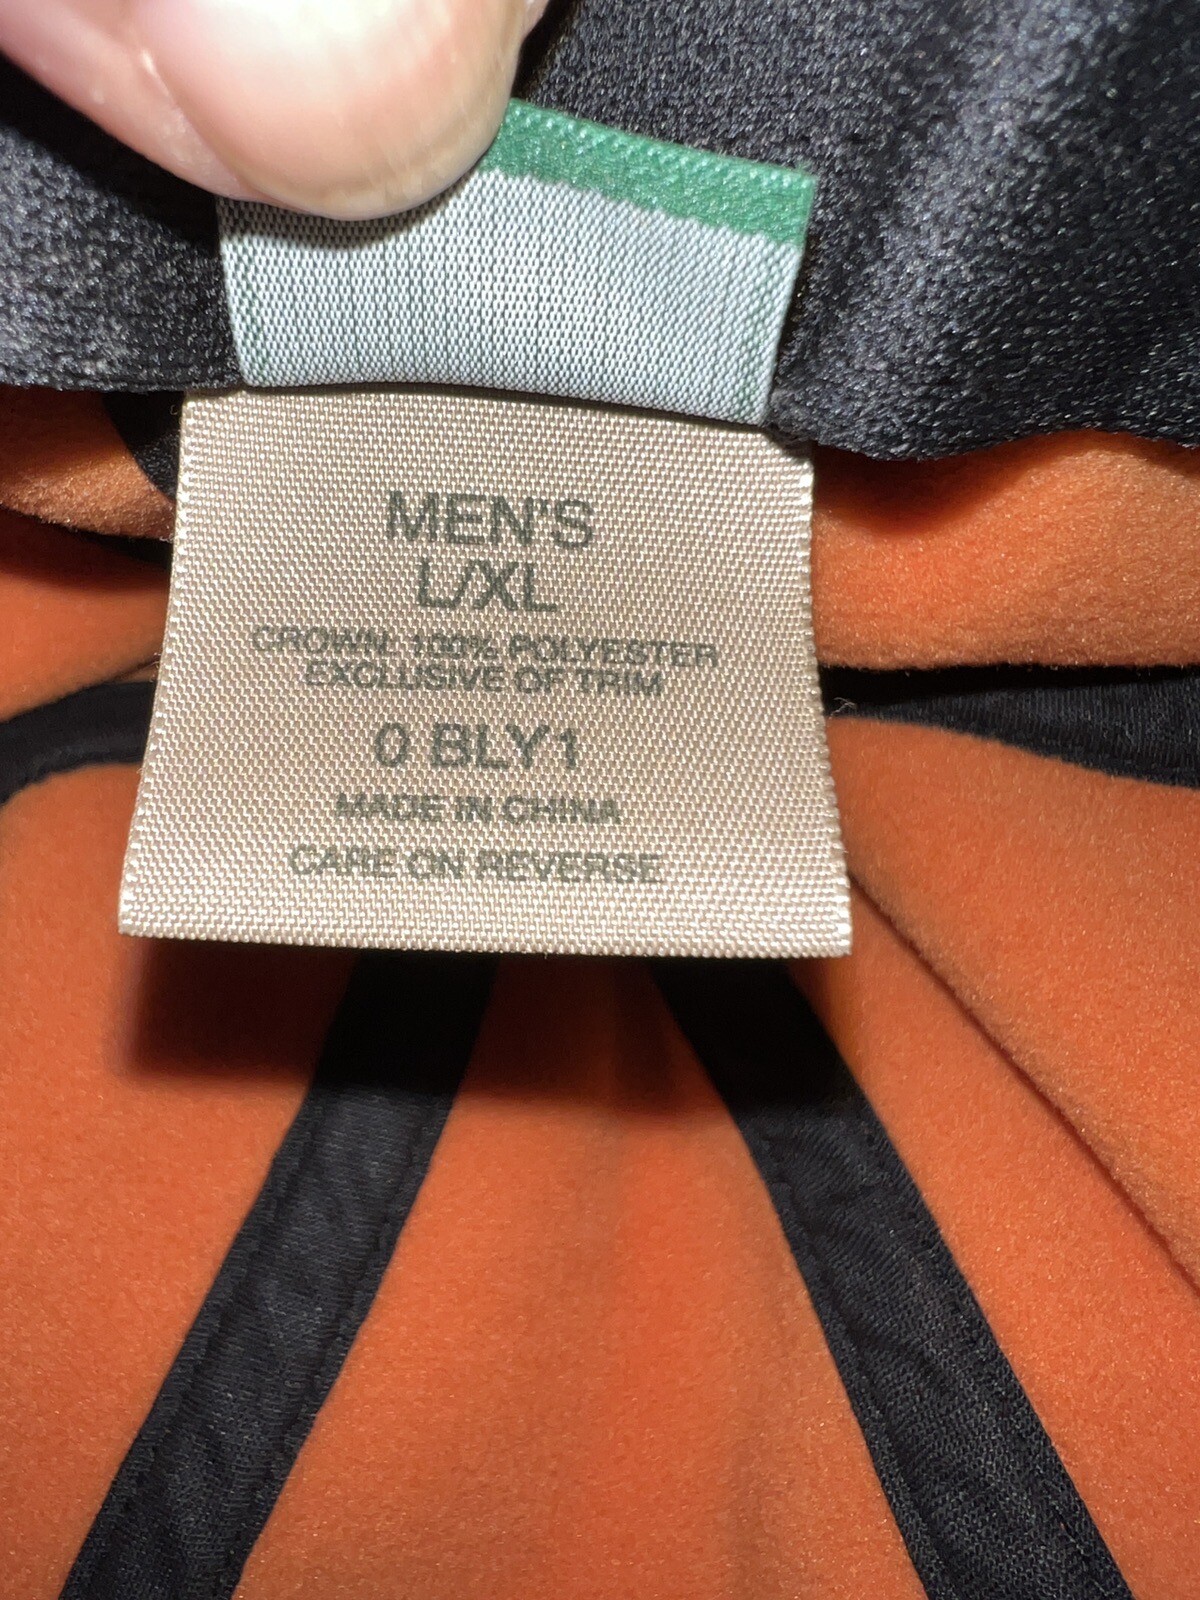 MEN'S
L/XL
CROWN: 100% POLYESTER
EXCLUSIVE OF TRIM
0 BLY1
MADE IN CHINA
CARE ON REVERSE